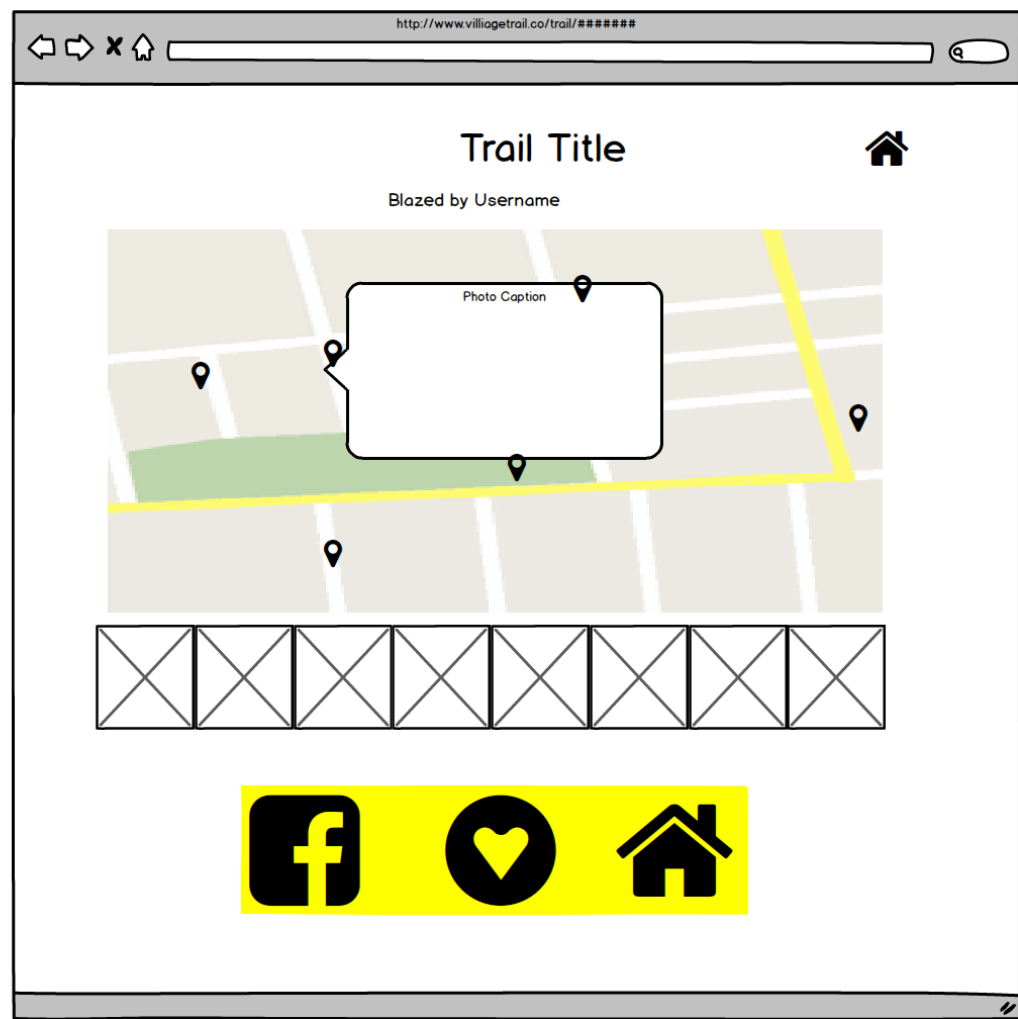 http://www.villiagetrail.co/trail/#######
Trail Title
Blazed by Username
Photo Caption